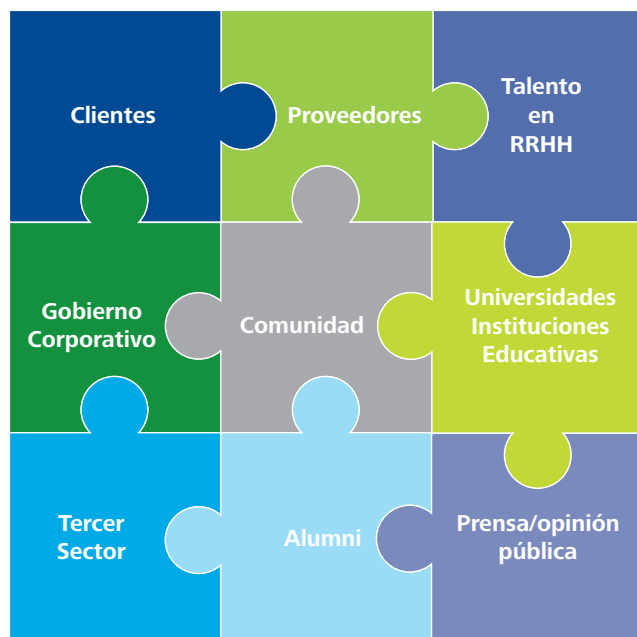 Clientes
Proveedores
Talento
en
RRHH
Gobierno
Corporativo
Comunidad
Universidades
Instituciones
Educativas
Tercer
Sector
Alumni
Prensa/opinión
pública